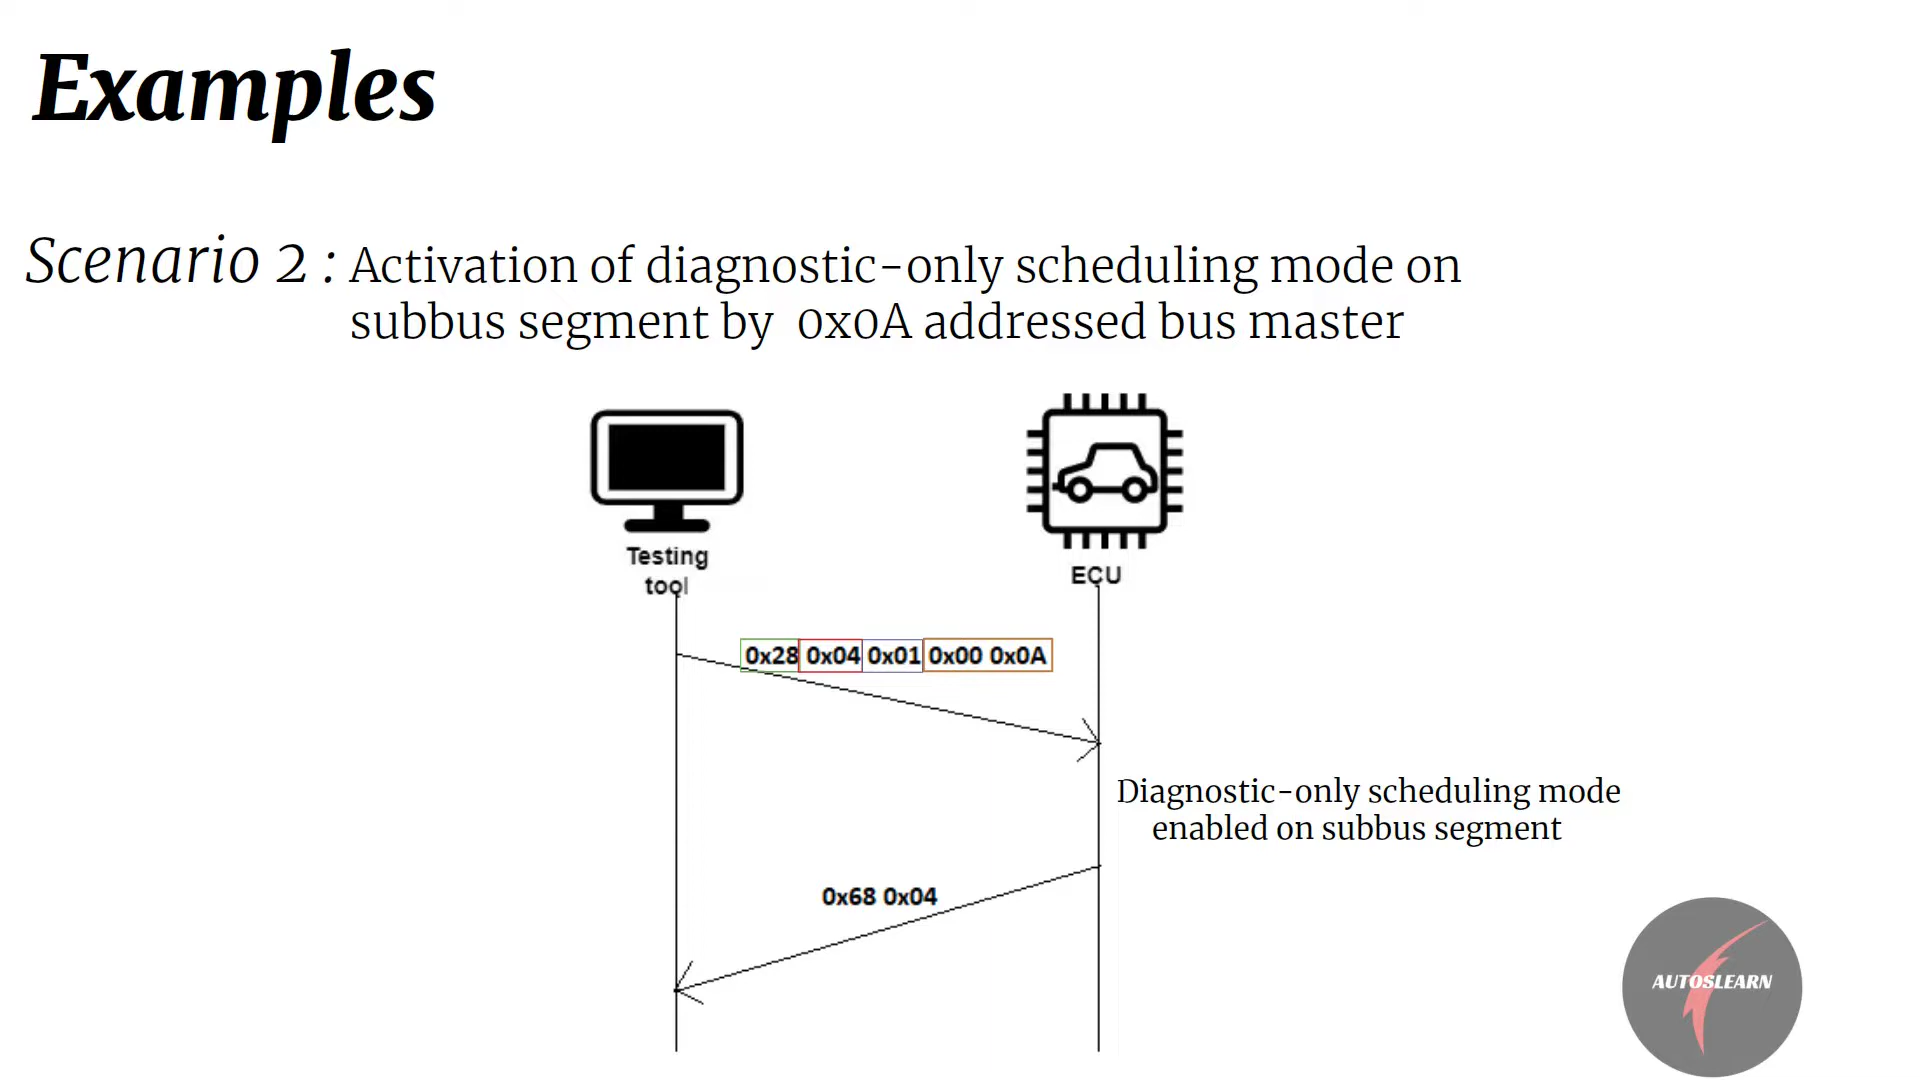 Examples
Scenario 2 : Activation of diagnostic-only scheduling mode on
subbus segment by 0x0A addressed bus master
Testing
tool
ECU
0x28 0x04 0x01 0x00 0x0A
Diagnostic-only scheduling mode
enabled on subbus segment
0x68 0x04
AUTOSLEARN